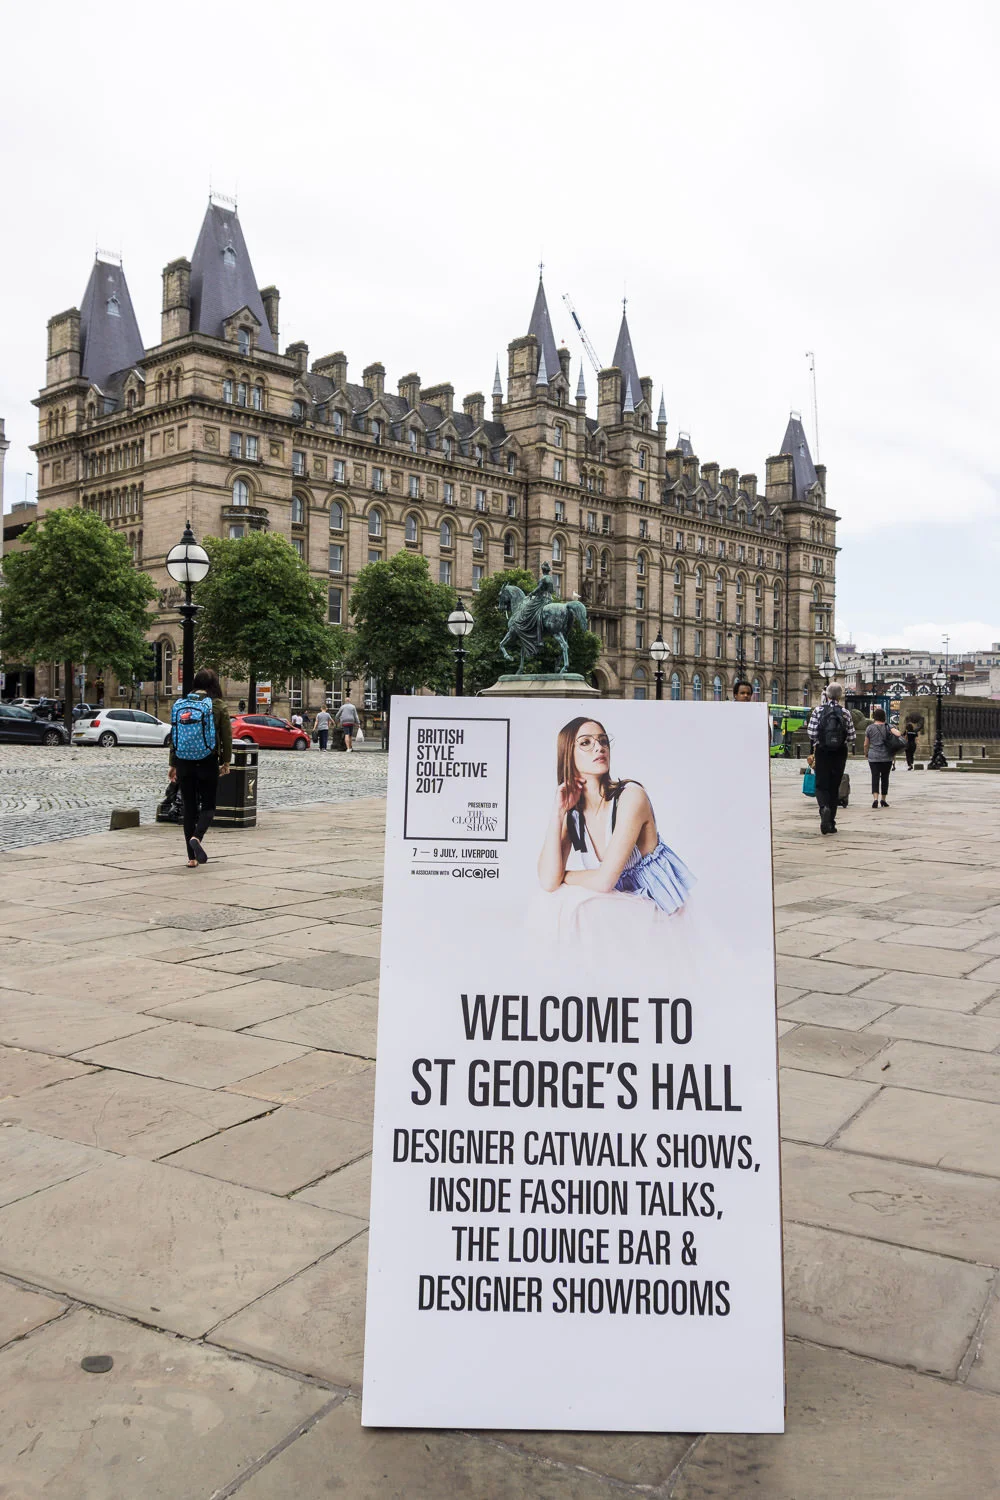 BRITISH
STYLE
COLLECTIVE
2017
PRESENTED BY
THE
CLOTHES
SHOW
7 — 9 JULY, LIVERPOOL
IN ASSOCIATION WITH alcatel
WELCOME TO
ST GEORGE'S HALL
DESIGNER CATWALK SHOWS,
INSIDE FASHION TALKS,
THE LOUNGE BAR &
DESIGNER SHOWROOMS